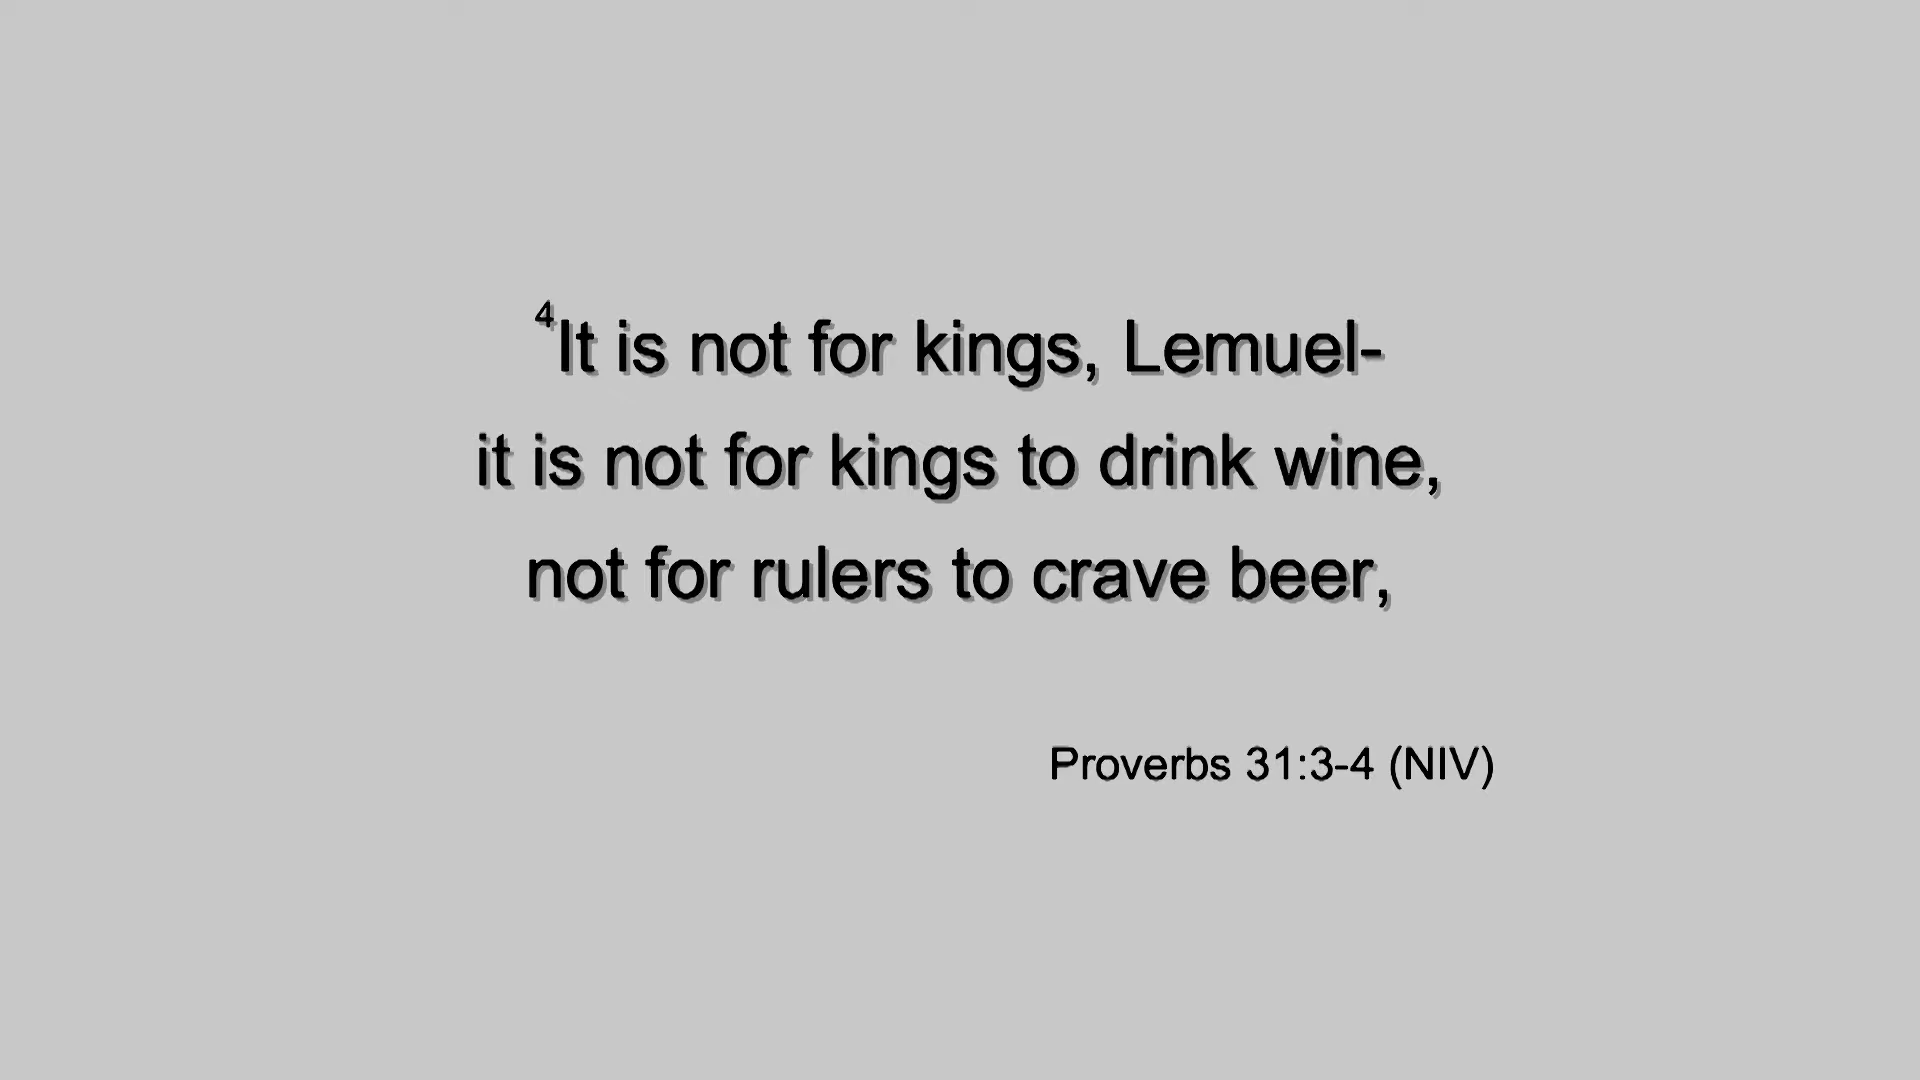 ⁴It is not for kings, Lemuel-
it is not for kings to drink wine,
not for rulers to crave beer,
Proverbs 31:3-4 (NIV)